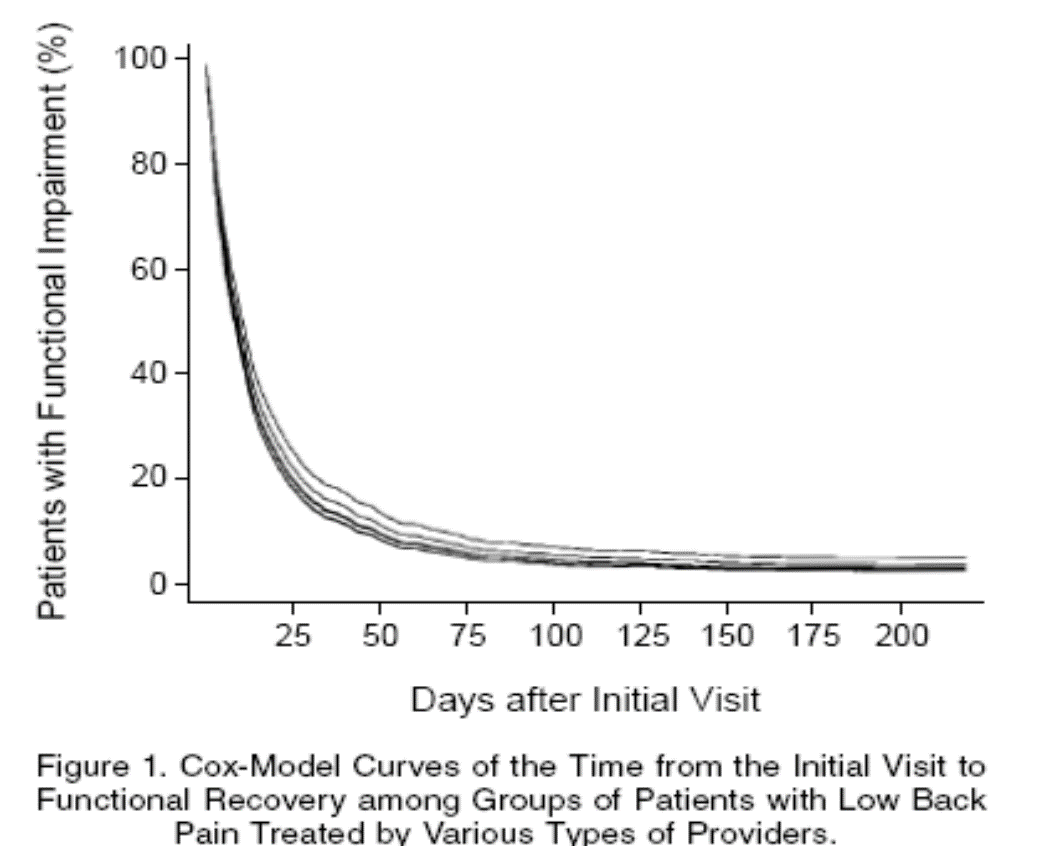 Patients with Functional Impairment (%)
100
80
60
40
20
0
25 50 75 100 125 150 175 200
Days after Initial Visit
Figure 1. Cox-Model Curves of the Time from the Initial Visit to
Functional Recovery among Groups of Patients with Low Back
Pain Treated by Various Types of Providers.